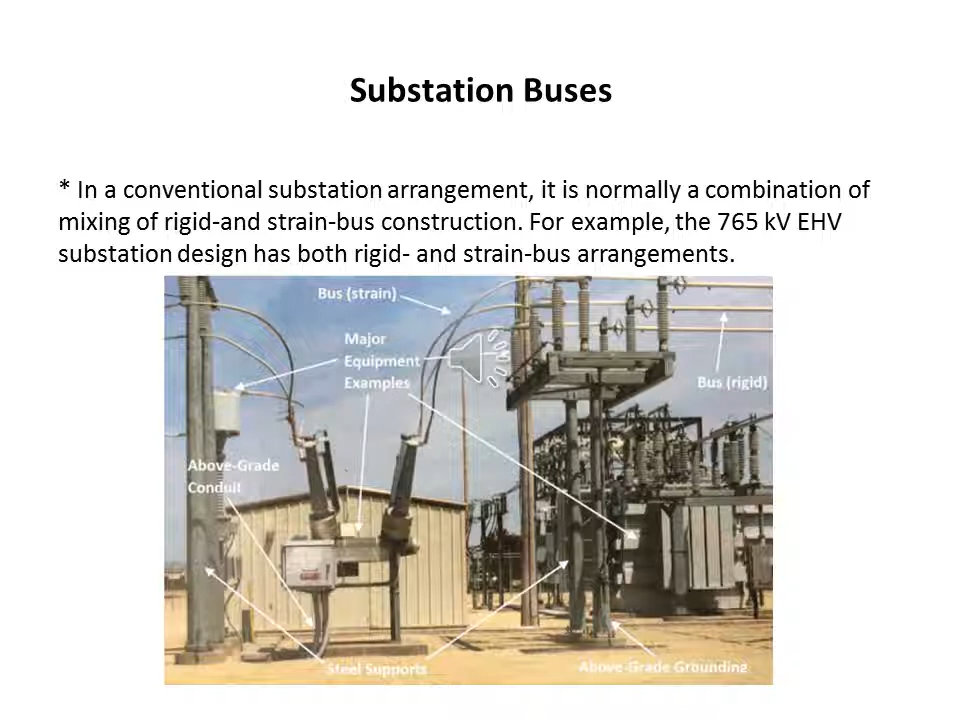 Substation Buses
* In a conventional substation arrangement, it is normally a combination of
mixing of rigid-and strain-bus construction. For example, the 765 kV EHV
substation design has both rigid- and strain-bus arrangements.
Bus (strain)
Major
Equipment
Examples
Bus (rigid)
Above-Grade
Conduit
Steel Supports
Above-Grade Grounding